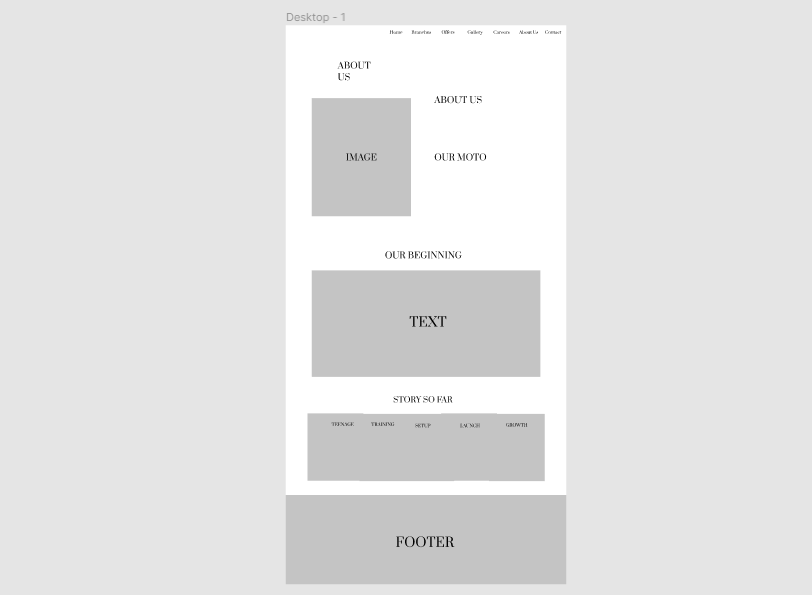 Desktop - 1
Home Branches Offers Gallery Careers About Us Contact
ABOUT
US
ABOUT US
IMAGE
OUR MOTO
OUR BEGINNING
TEXT
STORY SO FAR
TEENAGE TRAINING SETUP LAUNCH GROWTH
FOOTER